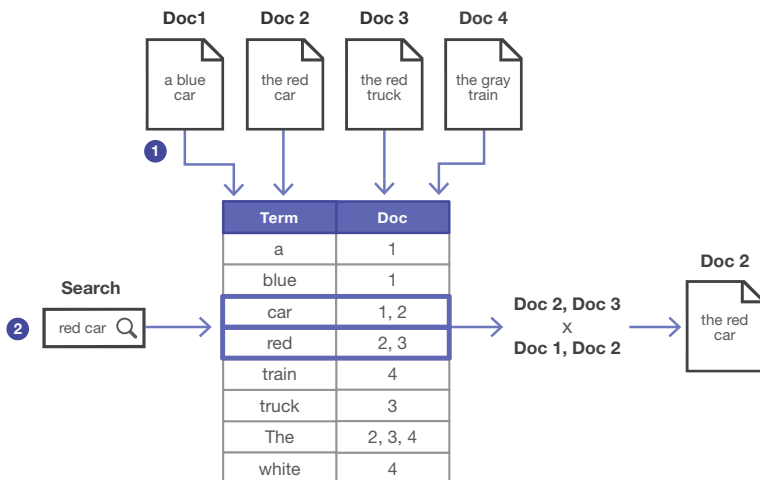 Doc1 Doc 2 Doc 3 Doc 4
a blue
car
the red
car
the red
truck
the gray
train
1
Term Doc
a 1
blue 1
car 1, 2
red 2, 3
train 4
truck 3
The 2, 3, 4
white 4
Search
2
red car
Doc 2, Doc 3
x
Doc 1, Doc 2
Doc 2
the red
car